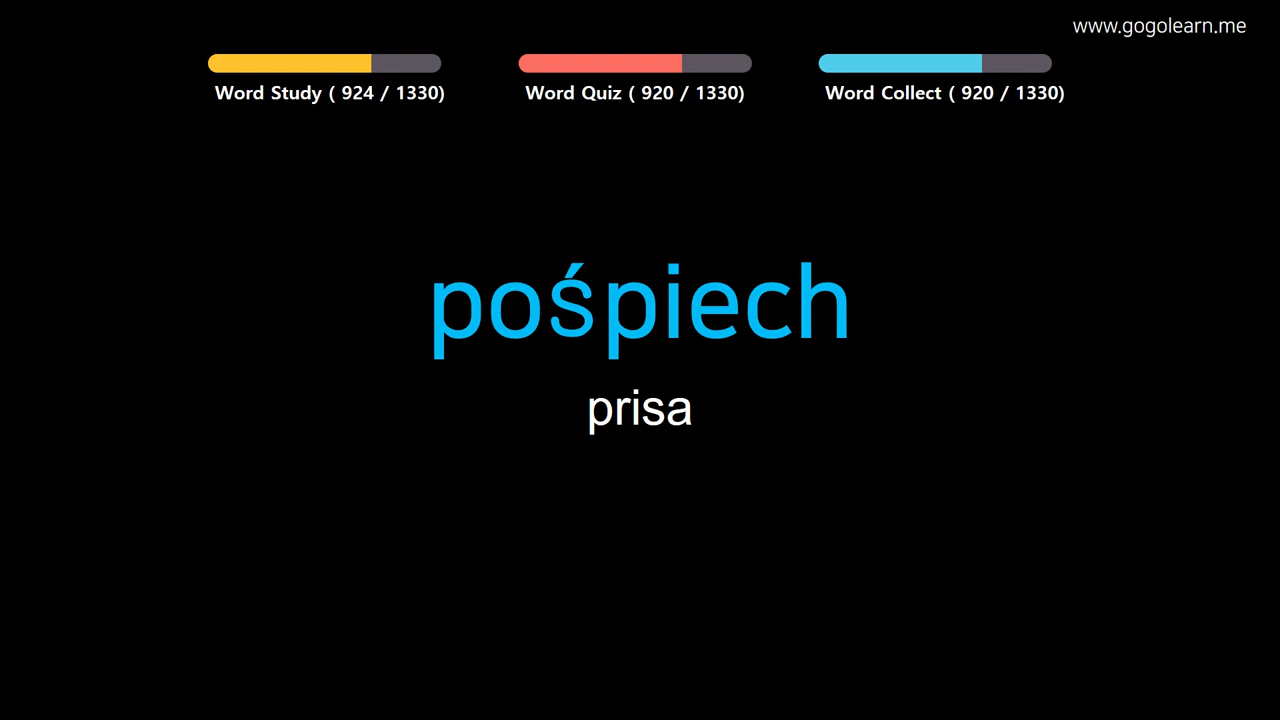 www.gogolearn.me
Word Study ( 924 / 1330)
Word Quiz ( 920 / 1330)
Word Collect ( 920 / 1330)
pośpiech
prisa